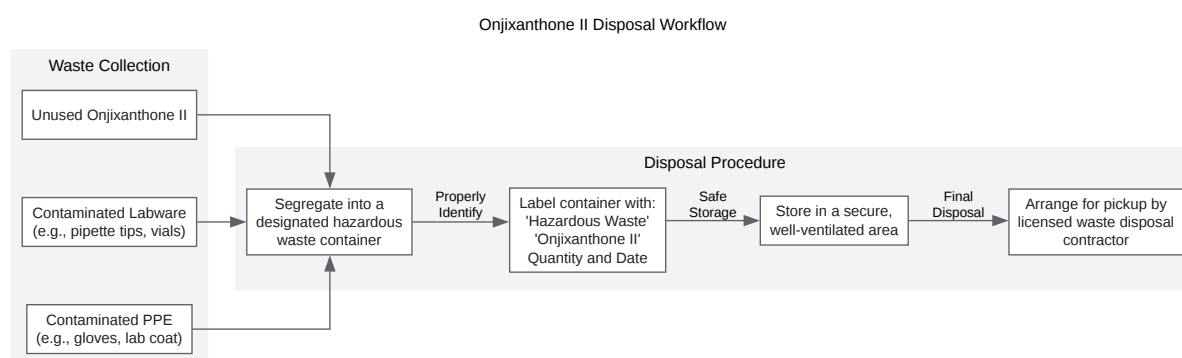 Onjixanthone II Disposal Workflow
Waste Collection
Unused Onjixanthone II
Contaminated Labware
(e.g., pipette tips, vials)
Contaminated PPE
(e.g., gloves, lab coat)
Disposal Procedure
Segregate into a
designated hazardous
waste container
Properly
Identify
Label container with:
'Hazardous Waste'
'Onjixanthone II'
Quantity and Date
Safe
Storage
Store in a secure,
well-ventilated area
Final
Disposal
Arrange for pickup by
licensed waste disposal
contractor